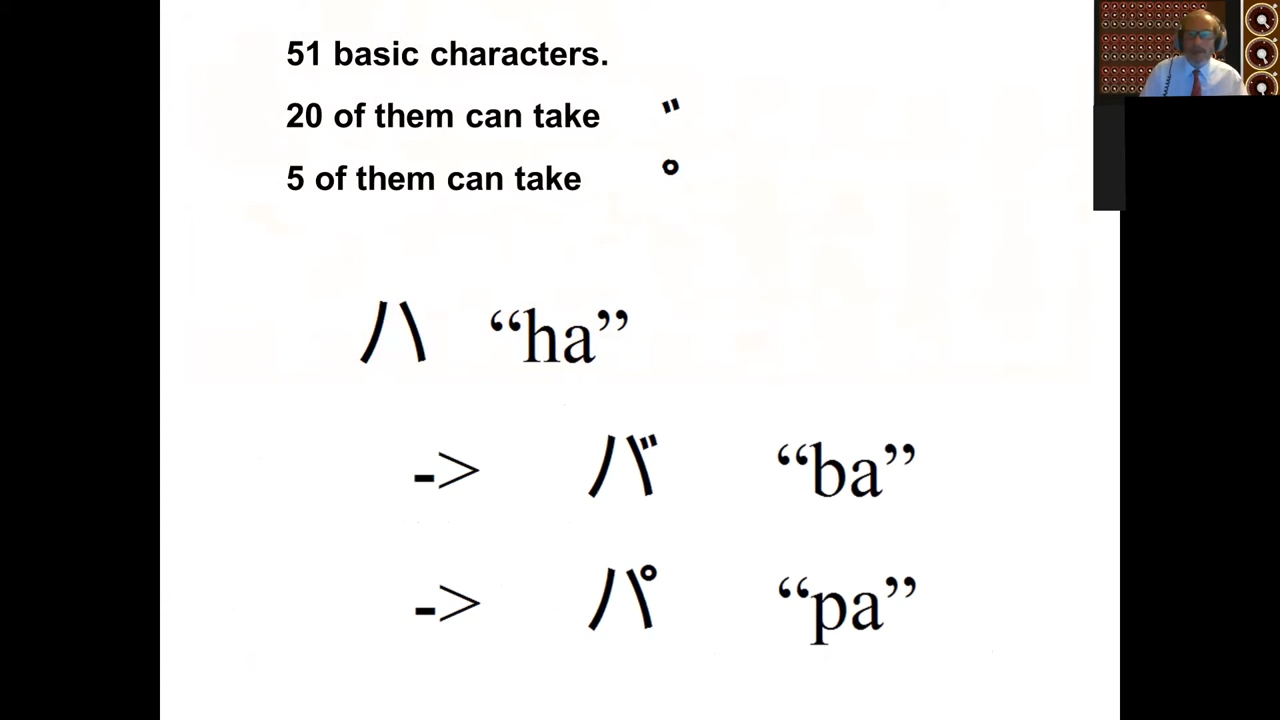 51 basic characters.
20 of them can take ゛
5 of them can take ゜
ハ “ha”
-> バ “ba”
-> パ “pa”